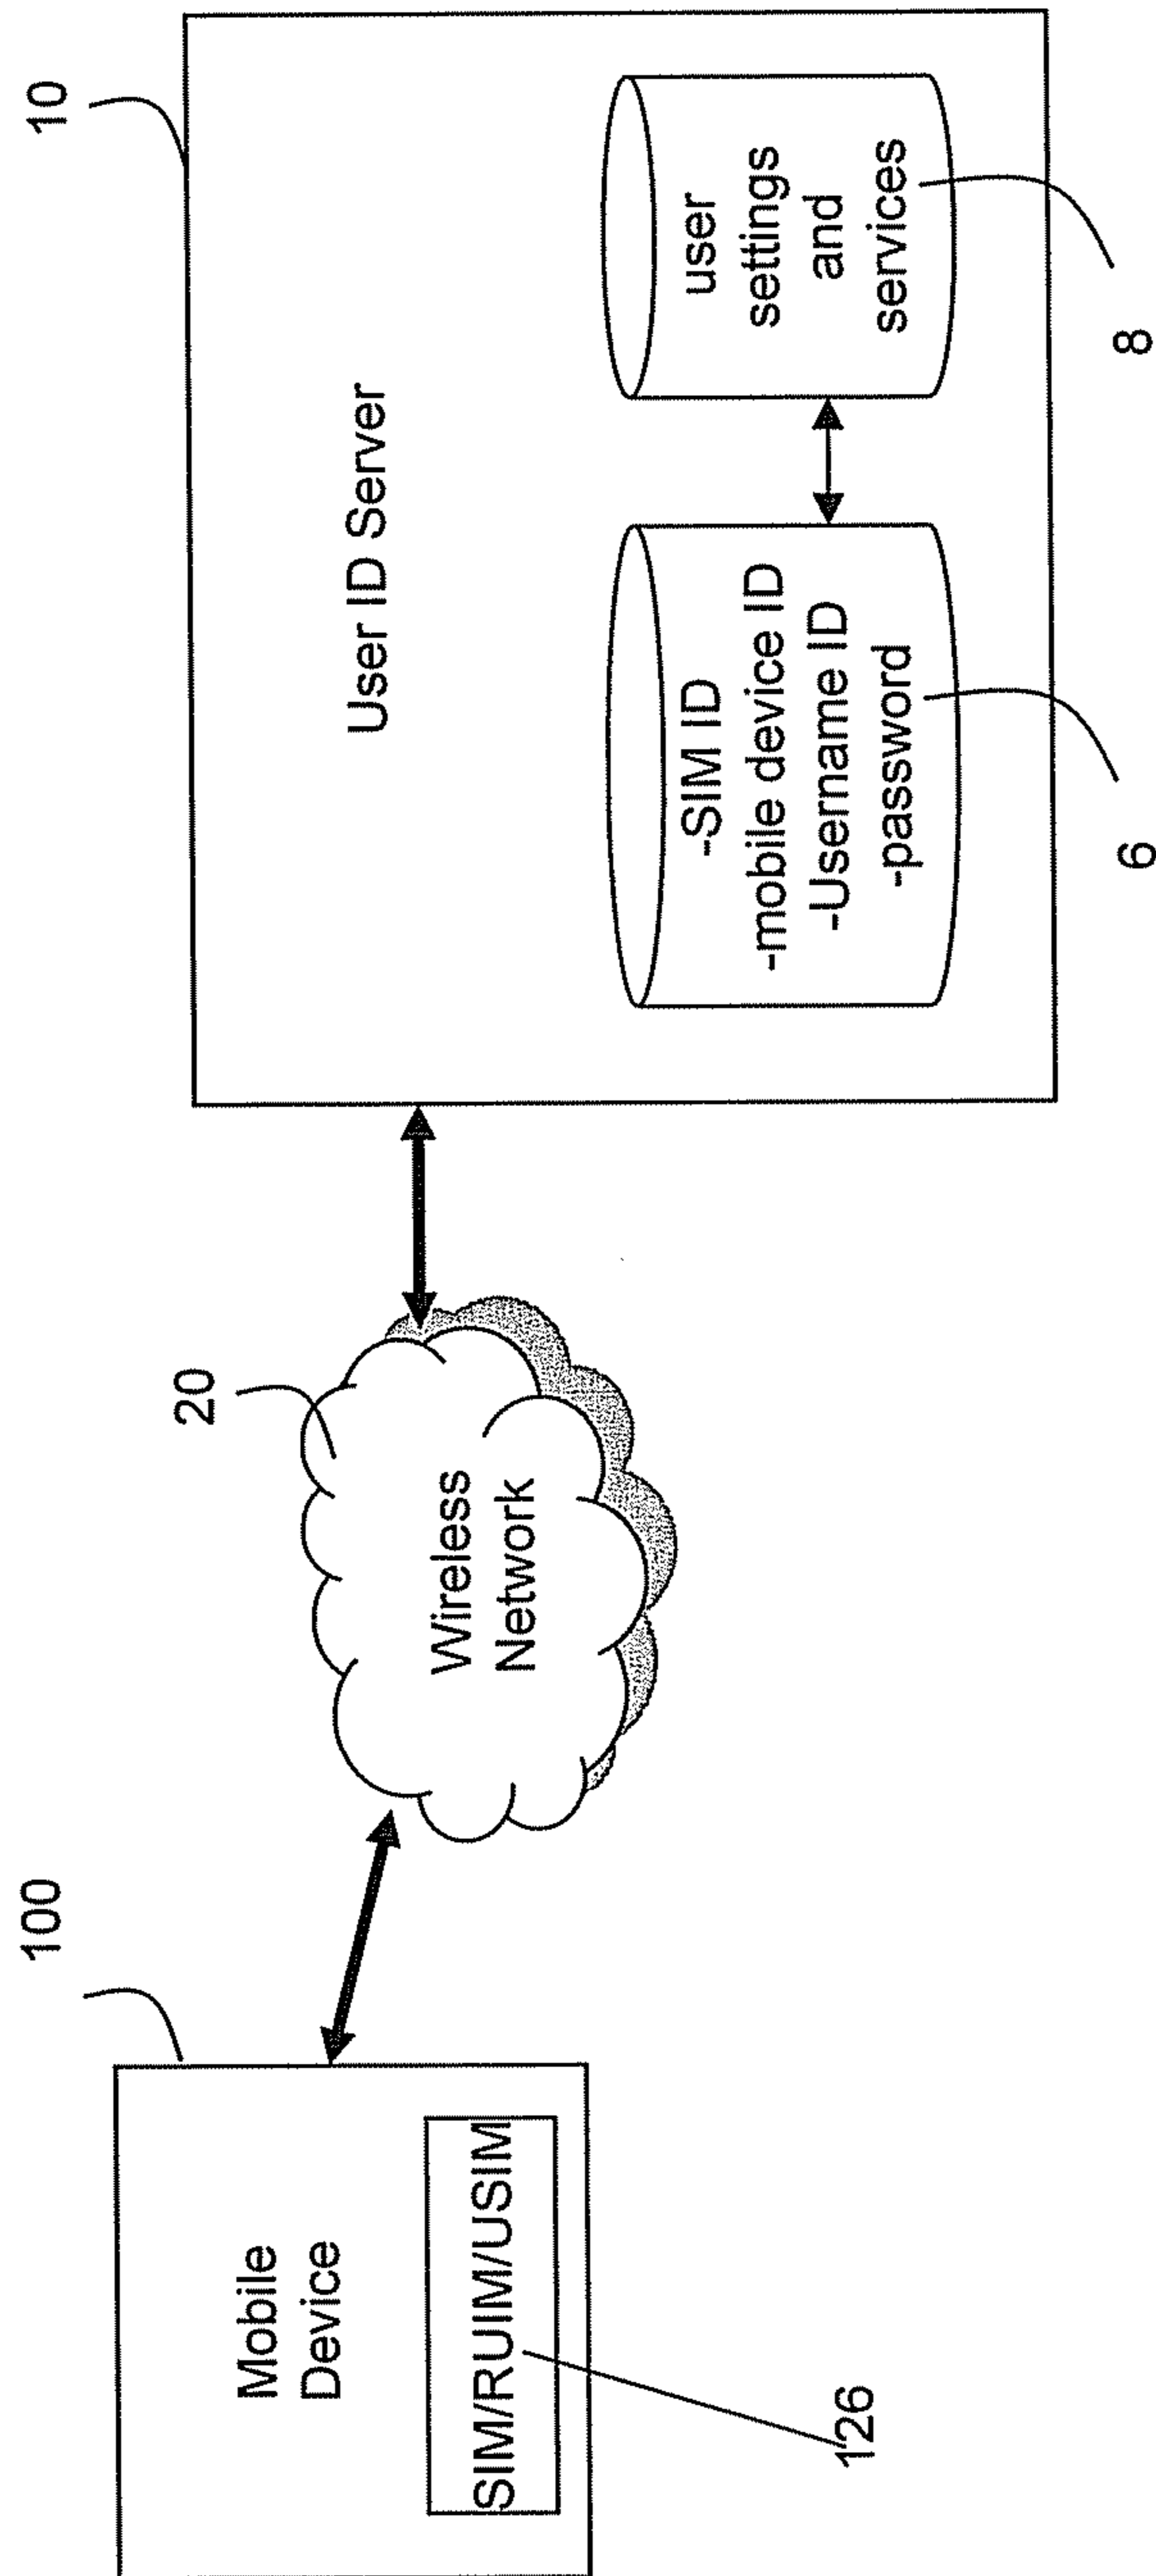 100
Mobile
Device
SIM/RUIM/USIM
126
20
Wireless
Network
10
User ID Server
-SIM ID
-mobile device ID
-Username ID
-password
6
user
settings
and
services
8